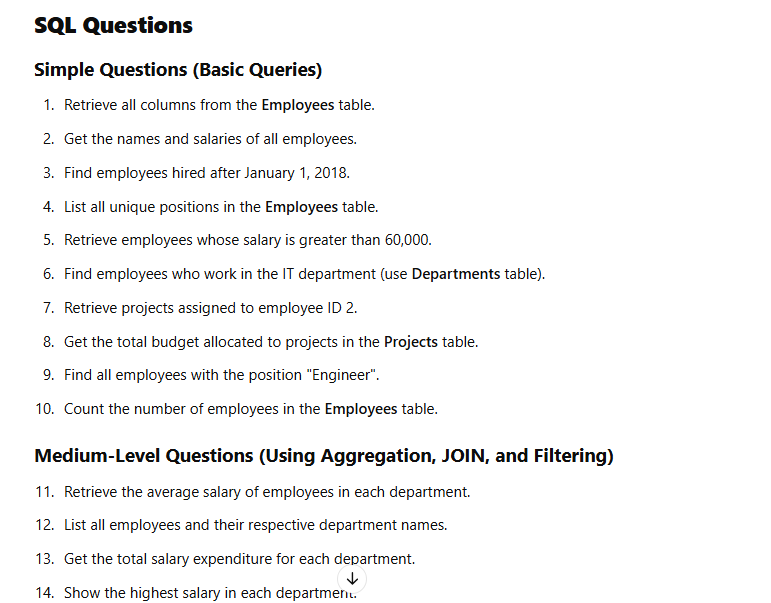 SQL Questions
Simple Questions (Basic Queries)
1. Retrieve all columns from the Employees table.
2. Get the names and salaries of all employees.
3. Find employees hired after January 1, 2018.
4. List all unique positions in the Employees table.
5. Retrieve employees whose salary is greater than 60,000.
6. Find employees who work in the IT department (use Departments table).
7. Retrieve projects assigned to employee ID 2.
8. Get the total budget allocated to projects in the Projects table.
9. Find all employees with the position "Engineer".
10. Count the number of employees in the Employees table.
Medium-Level Questions (Using Aggregation, JOIN, and Filtering)
11. Retrieve the average salary of employees in each department.
12. List all employees and their respective department names.
13. Get the total salary expenditure for each department.
14. Show the highest salary in each department.